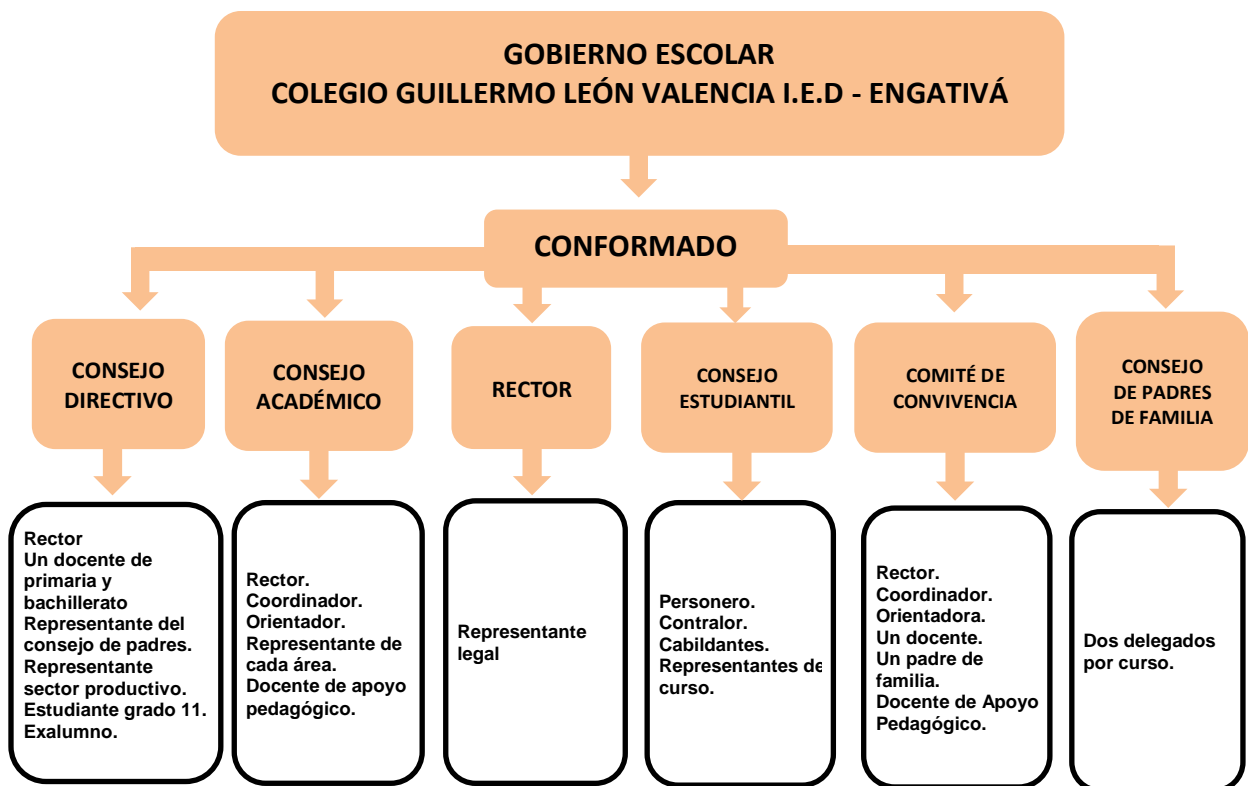 GOBIERNO ESCOLAR
COLEGIO GUILLERMO LEÓN VALENCIA I.E.D - ENGATIVÁ
CONFORMADO
CONSEJO
DIRECTIVO
CONSEJO
ACADÉMICO
RECTOR
CONSEJO
ESTUDIANTIL
COMITÉ DE
CONVIVENCIA
CONSEJO
DE PADRES
DE FAMILIA
Rector
Un docente de
primaria y
bachillerato
Representante del
consejo de padres.
Representante
sector productivo.
Estudiante grado 11.
Exalumno.
Rector.
Coordinador.
Orientador.
Representante de
cada área.
Docente de apoyo
pedagógico.
Representante
legal
Personero.
Contralor.
Cabildantes.
Representantes de
curso.
Rector.
Coordinador.
Orientadora.
Un docente.
Un padre de
familia.
Docente de Apoyo
Pedagógico.
Dos delegados
por curso.